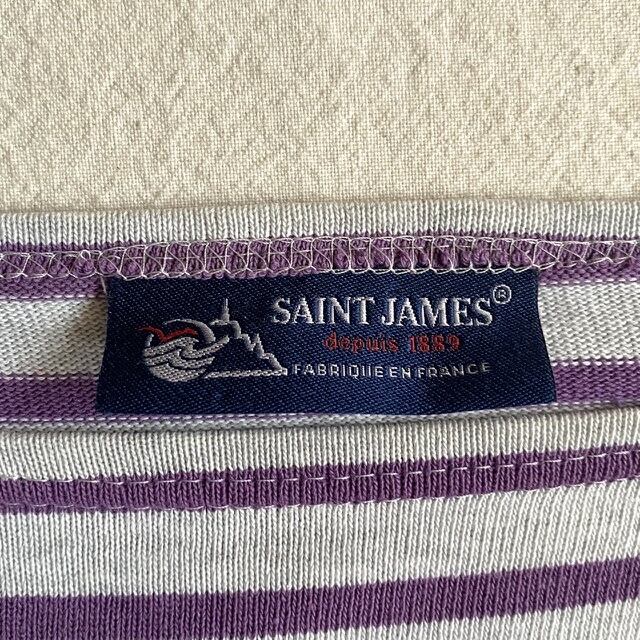 SAINT JAMES®
depuis 1889
FABRIQUE EN FRANCE